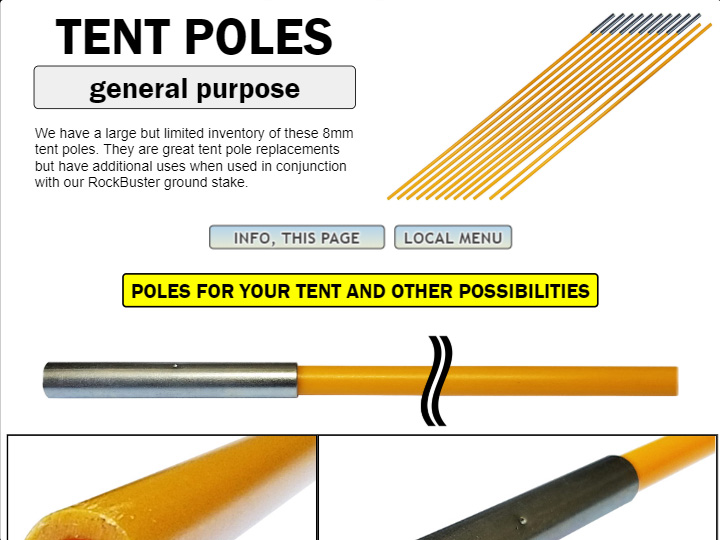 TENT POLES
general purpose
We have a large but limited inventory of these 8mm
tent poles. They are great tent pole replacements
but have additional uses when used in conjunction
with our RockBuster ground stake.
INFO, THIS PAGE
LOCAL MENU
POLES FOR YOUR TENT AND OTHER POSSIBILITIES